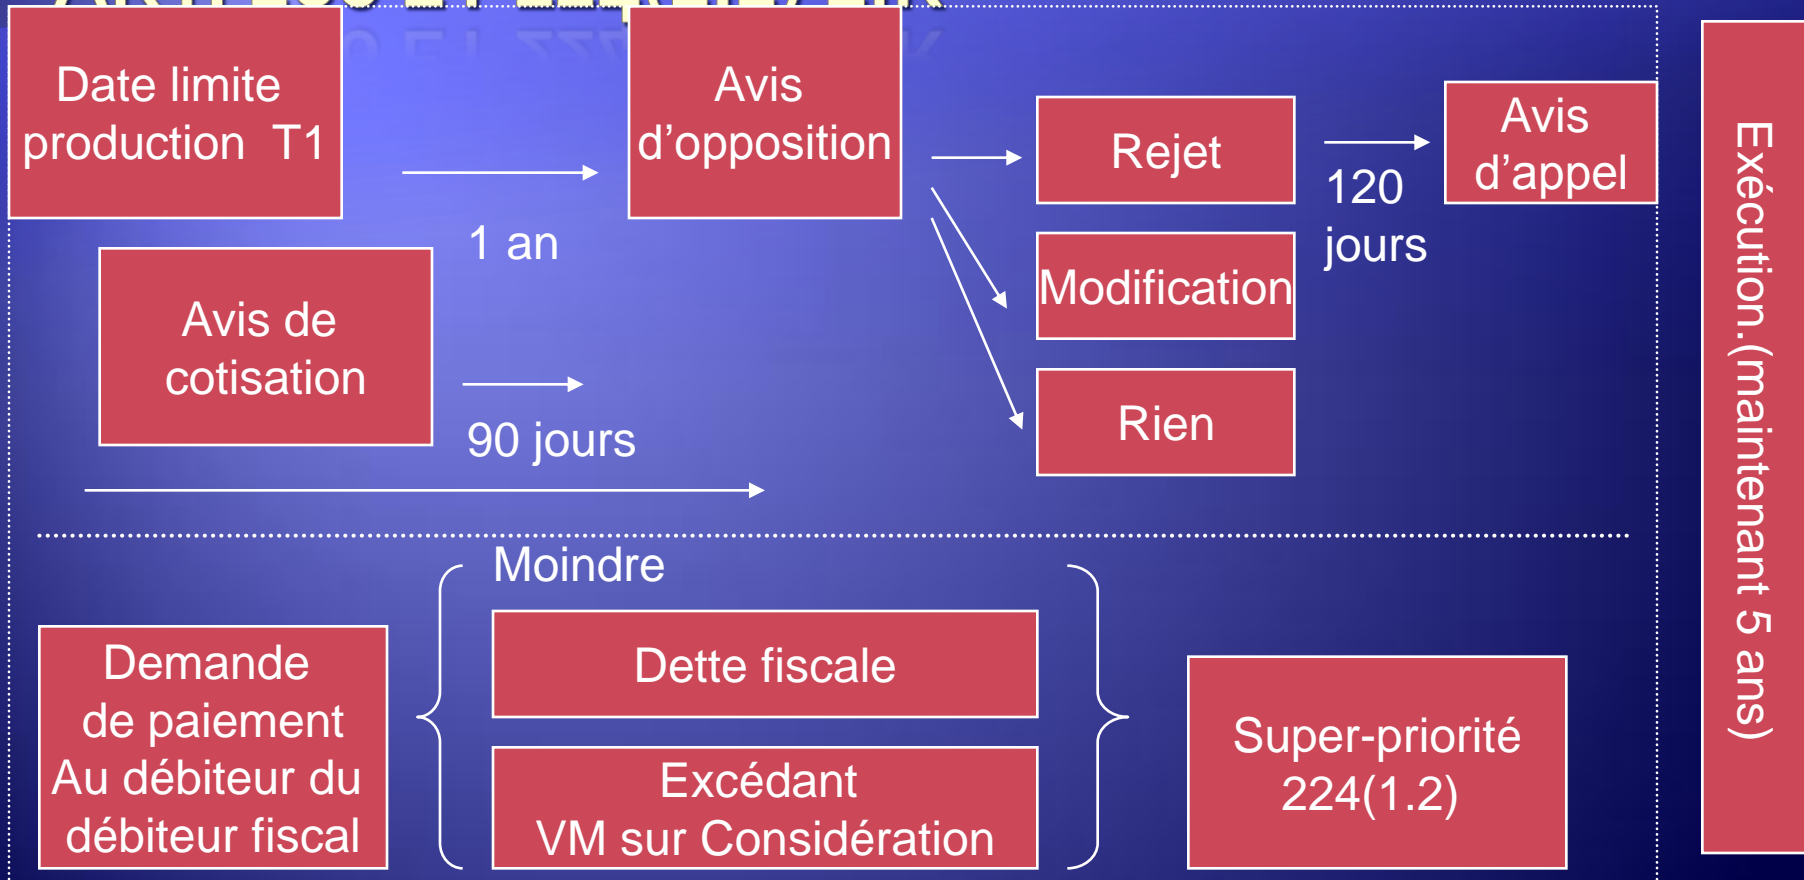 Date limite
production T1
Avis
d'opposition
Rejet
120
jours
Avis
d'appel
1 an
Modification
Avis de
cotisation
90 jours
Rien
Moindre
Demande
de paiement
Au débiteur du
débiteur fiscal
Dette fiscale
Excédant
VM sur Considération
Super-priorité
224(1.2)
Exécution.(maintenant 5 ans)